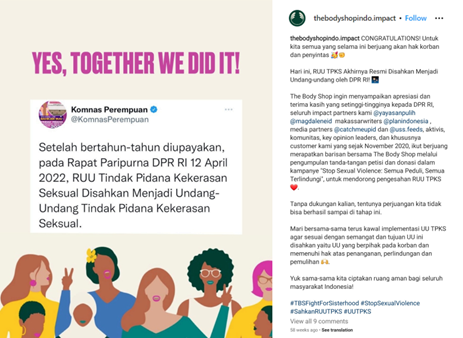 YES, TOGETHER WE DID IT!
Komnas Perempuan
@KomnasPerempuan
Setelah bertahun-tahun diupayakan,
pada Rapat Paripurna DPR RI 12 April
2022, RUU Tindak Pidana Kekerasan
Seksual Disahkan Menjadi Undang-
Undang Tindak Pidana Kekerasan
Seksual.
thebodyshopindo.impact • Follow
thebodyshopindo.impact CONGRATULATIONS! Untuk
kita semua yang selama ini berjuang akan hak korban
dan penyintas 🥰✊
Hari ini, RUU TPKS Akhirnya Resmi Disahkan Menjadi
Undang-undang oleh DPR RI!
The Body Shop ingin menyampaikan apresiasi dan
terima kasih yang setinggi-tingginya kepada DPR RI,
seluruh impact partners kami @yayasanpulih
@magdaleneid makassarwriters @planindonesia ,
media partners @catchmeupid @uss.feeds, aktivis,
komunitas, key opinion leaders, dan khususnya
customer kami yang sejak November 2020, ikut berjuang
merapatkan barisan bersama The Body Shop melalui
pengumpulan tanda-tangan petisi dan donasi dalam
kampanye "Stop Sexual Violence: Semua Peduli, Semua
Terlindungi", untuk mendorong pengesahan RUU TPKS
❤️.
Tanpa dukungan kalian, tentunya perjuangan kita tidak
bisa berhasil sampai di tahap ini.
Mari bersama-sama terus kawal implementasi UU TPKS
agar sesuai dengan semangat dan tujuan UU ini
disahkan yaitu UU yang berpihak pada korban dan
memenuhi hak atas penanganan, perlindungan dan
pemulihan 🙌
Yuk sama-sama kita ciptakan ruang aman bagi seluruh
masyarakat Indonesia!
#TBSFightForSisterhood #StopSexualViolence
#SahkanRUUTPKS #UUTPKS
View all 9 comments
50 weeks ago • See translation